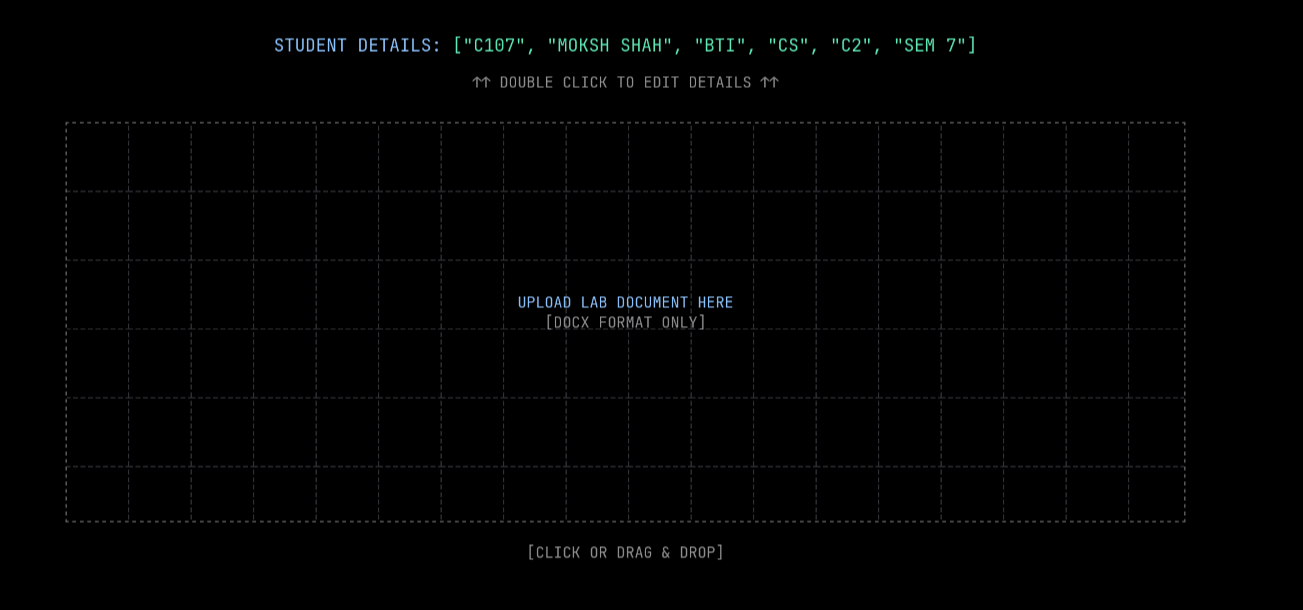 STUDENT DETAILS: ["C107", "MOKSH SHAH", "BTI", "CS", "C2", "SEM 7"]
↑↑ DOUBLE CLICK TO EDIT DETAILS ↑↑
UPLOAD LAB DOCUMENT HERE
[DOCX FORMAT ONLY]
[CLICK OR DRAG & DROP]